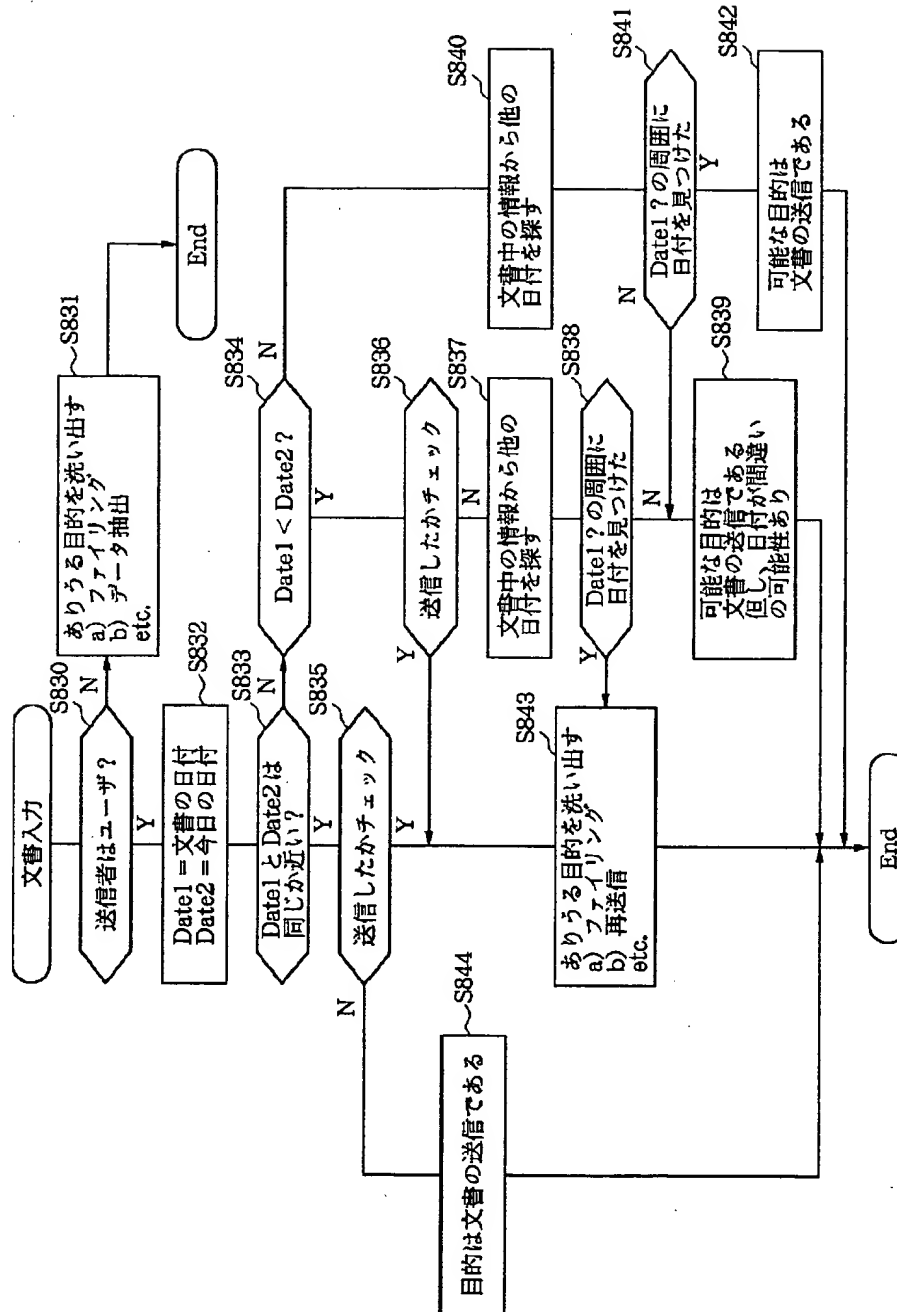 文書入力
S830
送信者はユーザ?
N
Y
S831
ありうる目的を洗い出す
a) ファイリング
b) データ抽出
etc.
End
S832
Date1=文書の日付
Date2=今日の日付
S833
Date1とDate2は
同じか近い?
N
Y
S834
Date1 < Date2?
N
Y
S835
送信したかチェック
N
Y
S836
送信したかチェック
Y
N
S837
文書中の情報から他の
日付を探す
S838
Date1?の周囲に
日付を見つけた
Y
N
S839
可能な目的は
文書の送信である
但し、日付が間違い
の可能性あり
S840
文書中の情報から他の
日付を探す
S841
Date1?の周囲に
日付を見つけた
N
Y
S842
可能な目的は
文書の送信である
S843
ありうる目的を洗い出す
a) ファイリング
b) 再送信
etc.
S844
目的は文書の送信である
End